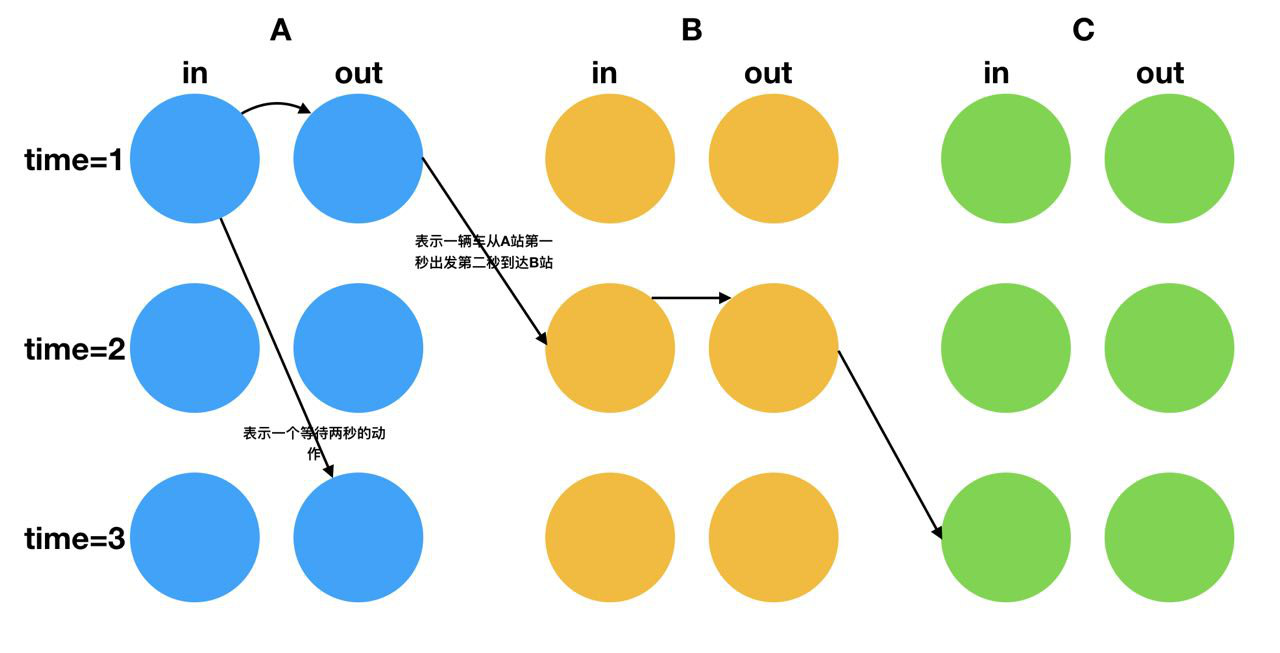 A B C
in out in out in out
time=1
表示一辆车从A站第一
秒出发第二秒到达B站
time=2
表示一个等待两秒的动
作
time=3